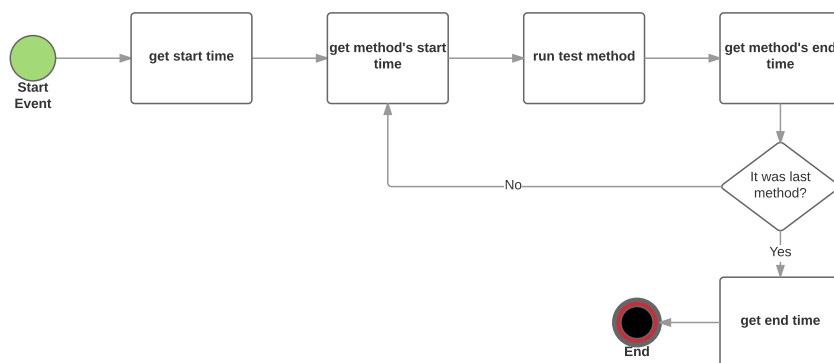 get start time
get method's start
time
run test method
get method's end
time
Start
Event
It was last
method?
No
Yes
get end time
End